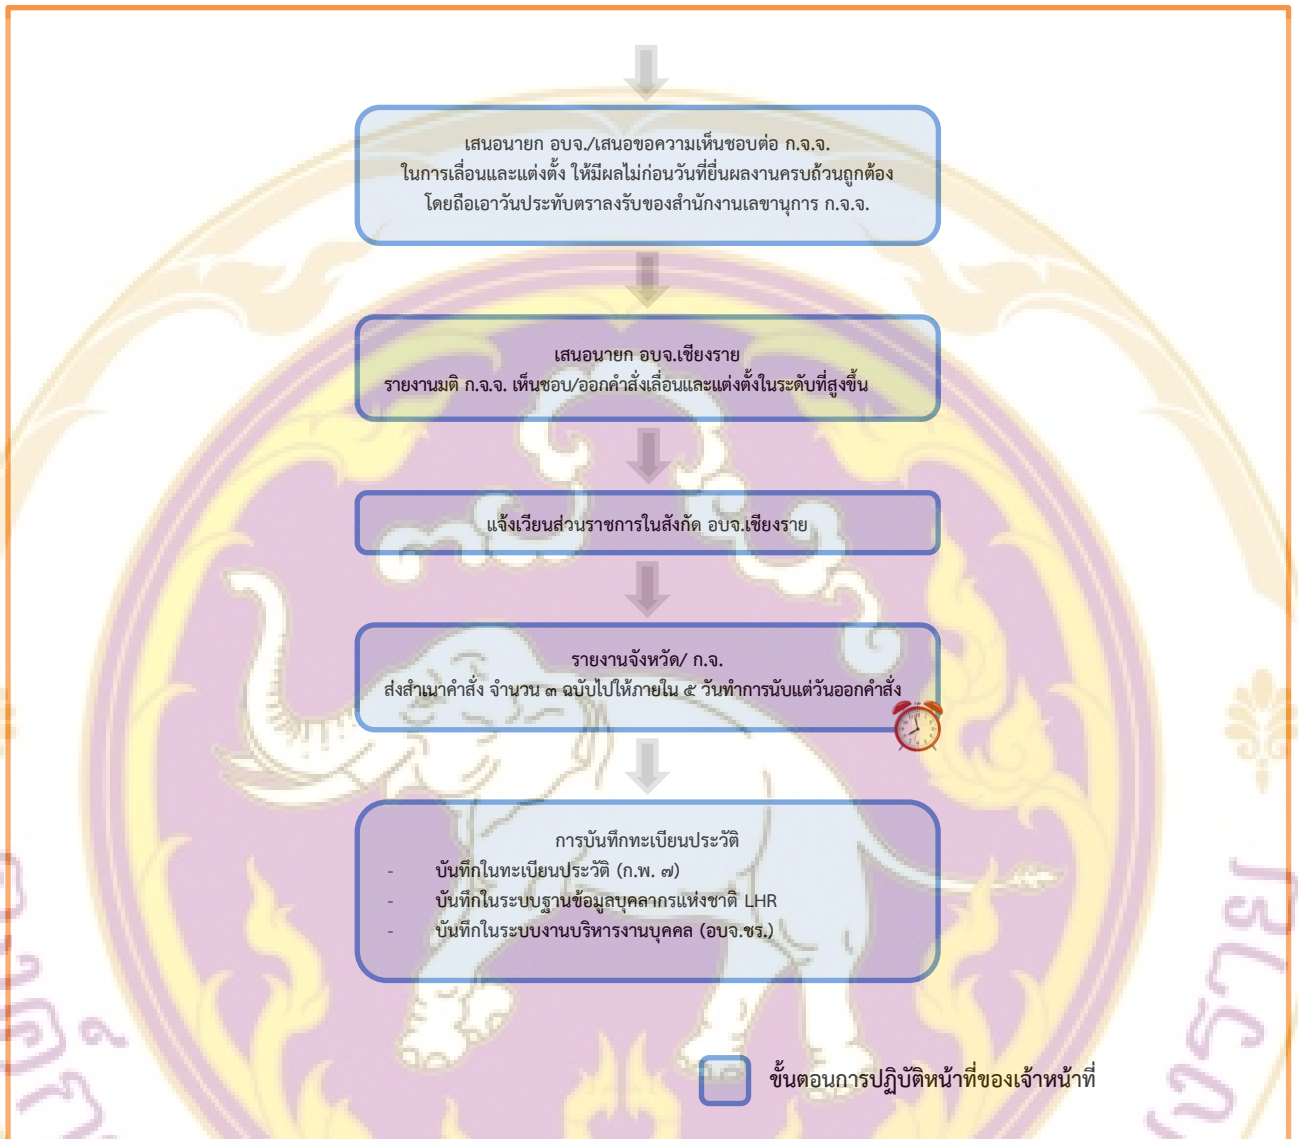 เสนอนายก อบจ./เสนอขอความเห็นชอบต่อ ก.จ.จ.
ในการเลื่อนและแต่งตั้ง ให้มีผลไม่ก่อนวันที่ยื่นผลงานครบถ้วนถูกต้อง
โดยถือเอาวันประทับตราลงรับของสำนักงานเลขานุการ ก.จ.จ.
เสนอนายก อบจ.เชียงราย
รายงานมติ ก.จ.จ. เห็นชอบ/ออกคำสั่งเลื่อนและแต่งตั้งในระดับที่สูงขึ้น
แจ้งเวียนส่วนราชการในสังกัด อบจ.เชียงราย
รายงานจังหวัด/ ก.จ.
ส่งสำเนาคำสั่ง จำนวน ๓ ฉบับไปให้ภายใน ๕ วันทำการนับแต่วันออกคำสั่ง
การบันทึกทะเบียนประวัติ
- บันทึกในทะเบียนประวัติ (ก.พ. ๗)
- บันทึกในระบบฐานข้อมูลบุคลากรแห่งชาติ LHR
- บันทึกในระบบงานบริหารงานบุคคล (อบจ.ชร.)
ขั้นตอนการปฏิบัติหน้าที่ของเจ้าหน้าที่